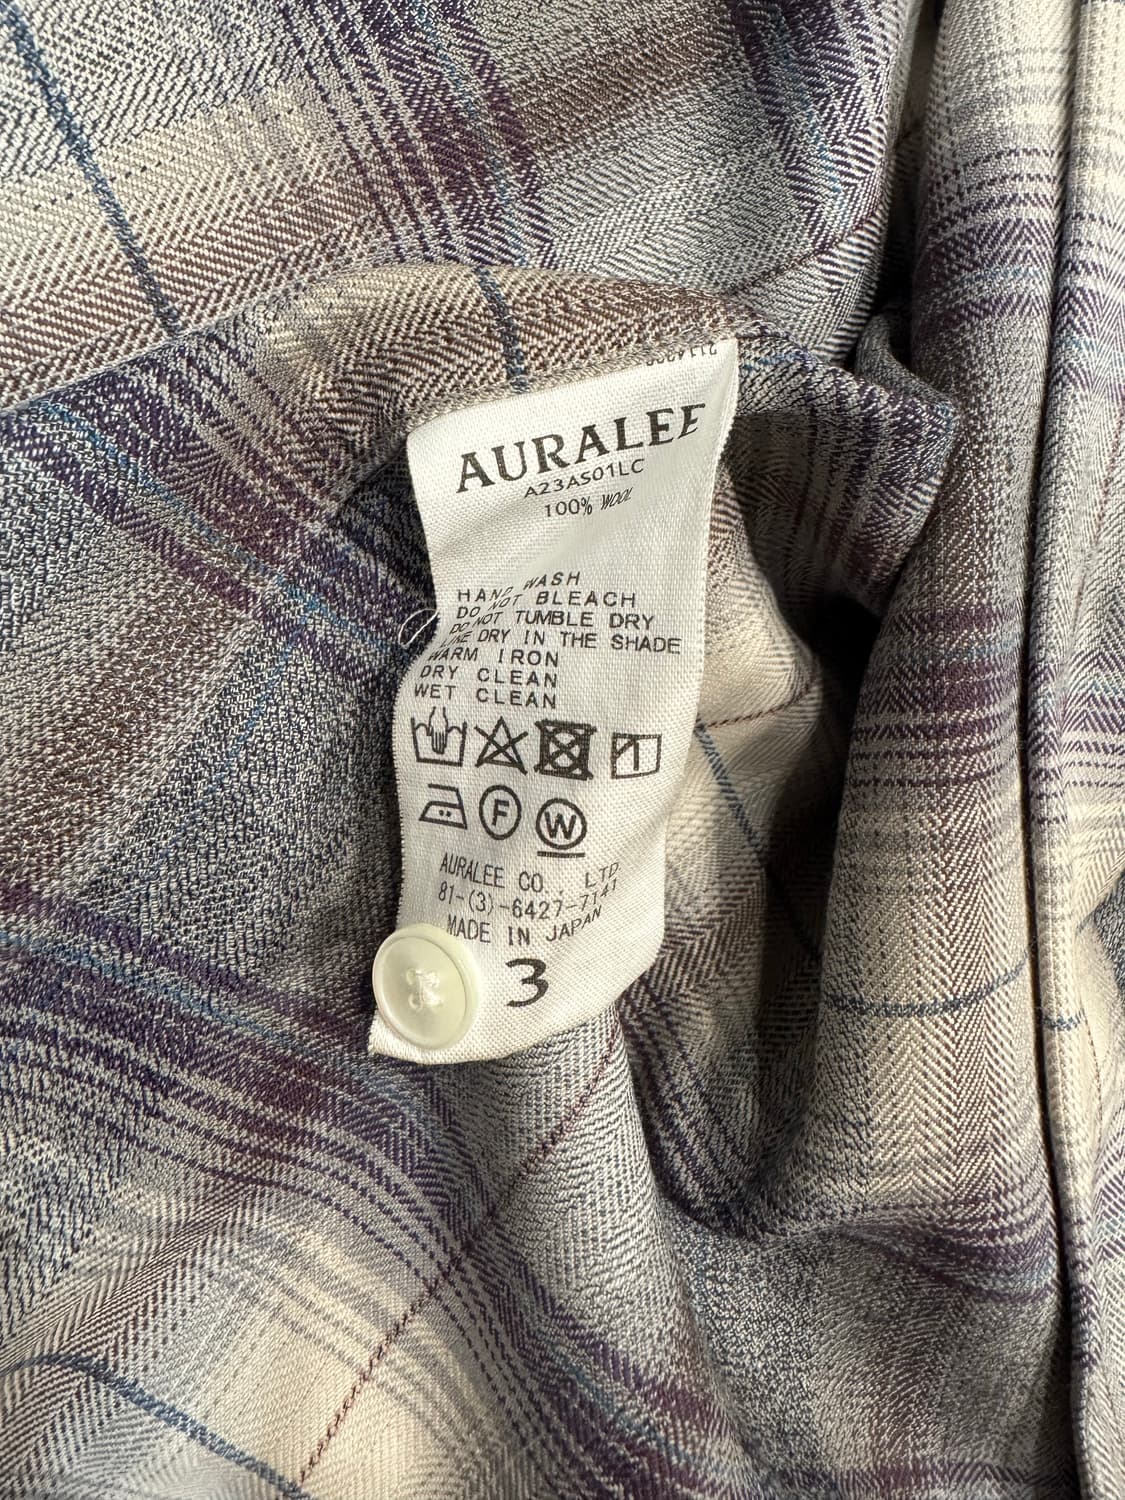 AURALEE
A23AS01LC
100% WOOL
HAND WASH
DO NOT BLEACH
DO NOT TUMBLE DRY
LINE DRY IN THE SHADE
WARM IRON
DRY CLEAN
WET CLEAN
F
W
AURALEE CO., LTD.
81-(3)-6427-7141
MADE IN JAPAN
3